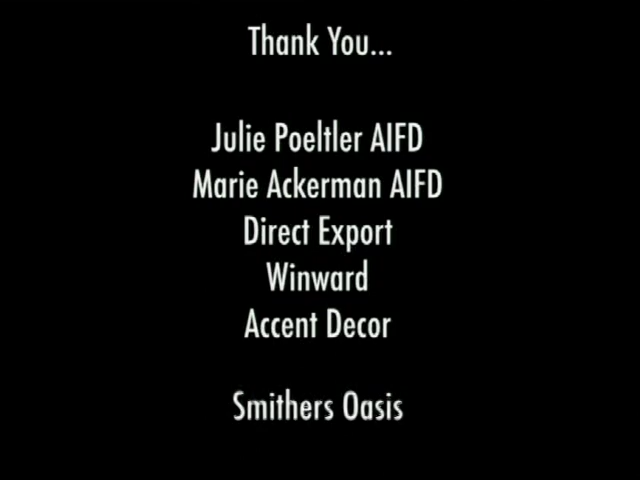 Thank You...
Julie Poeltler AIFD
Marie Ackerman AIFD
Direct Export
Winward
Accent Decor
Smithers Oasis